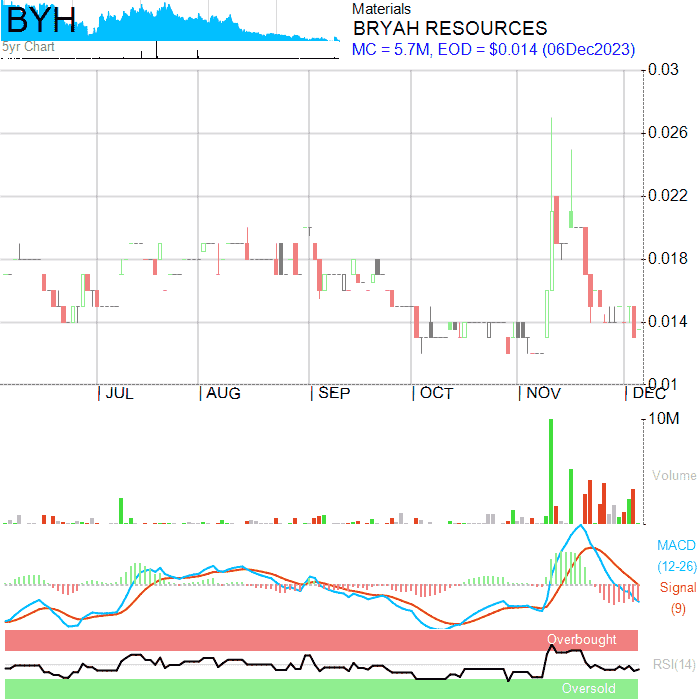 BYH
5yr Chart
Materials
BRYAH RESOURCES
MC = 5.7M, EOD = $0.014 (06Dec2023)
0.03
0.026
0.022
0.018
0.014
0.01
JUL AUG SEP OCT NOV DEC
10M
Volume
MACD
(12-26)
Signal
(9)
Overbought
RSI(14)
Oversold